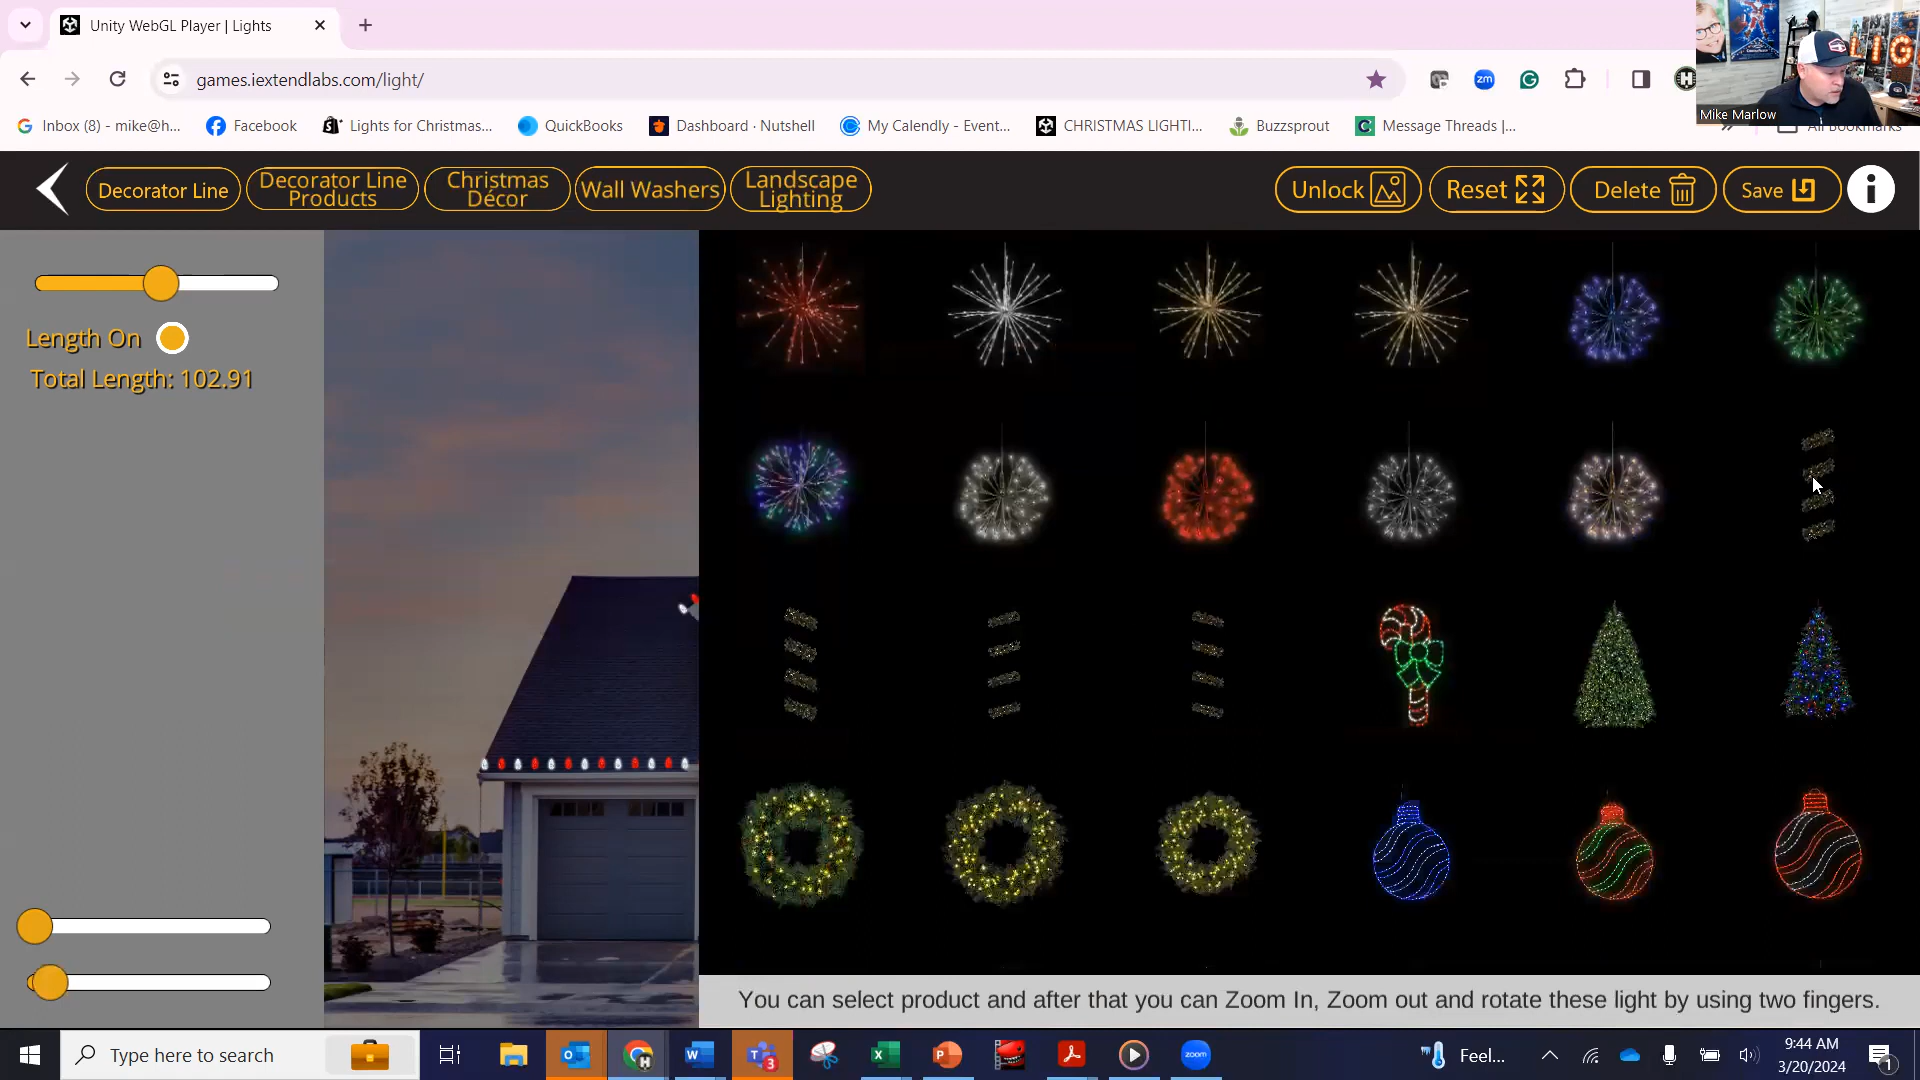 Unity WebGL Player | Lights
games.iextendlabs.com/light/
Mike Marlow
Inbox (8) - mike@h...
Facebook
Lights for Christmas...
QuickBooks
Dashboard · Nutshell
My Calendly - Event...
CHRISTMAS LIGHTI...
Buzzsprout
Message Threads |...
All Bookmarks
Decorator Line
Decorator Line
Products
Christmas
Décor
Wall Washers
Landscape
Lighting
Unlock
Reset
Delete
Save
Length On
Total Length: 102.91
You can select product and after that you can Zoom In, Zoom out and rotate these light by using two fingers.
Type here to search
Feel...
9:44 AM
3/20/2024